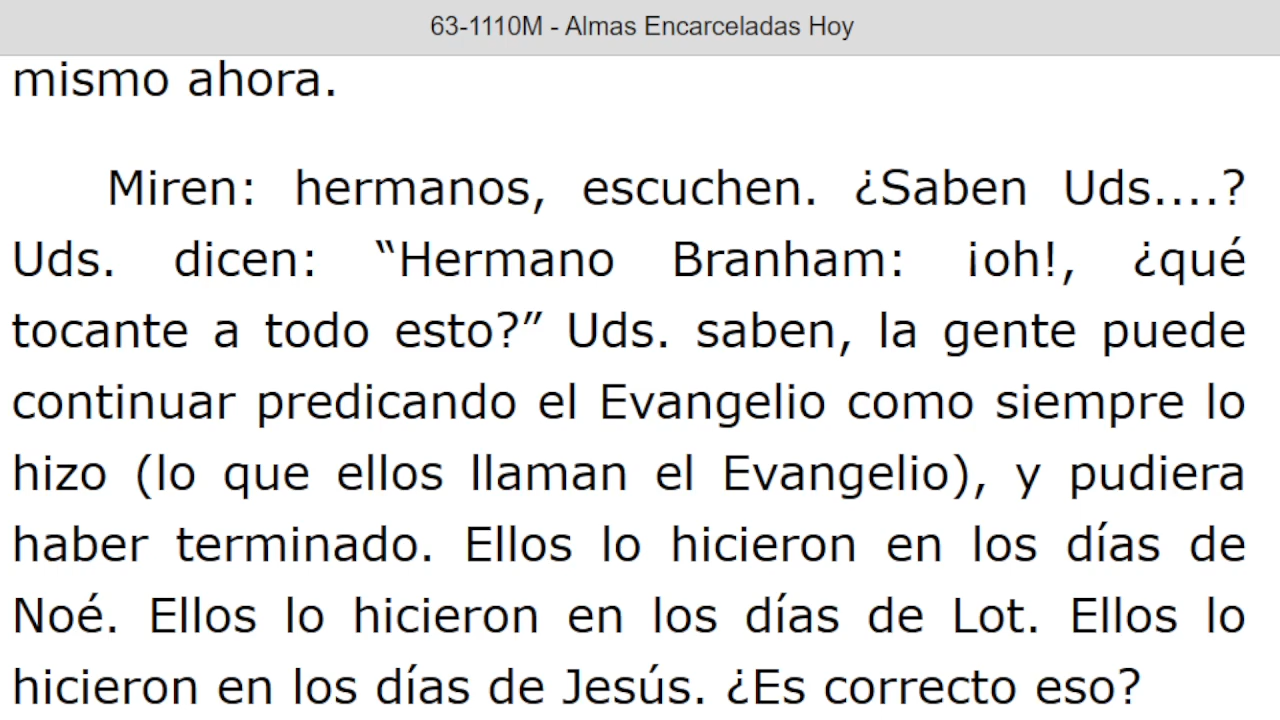 63-1110M - Almas Encarceladas Hoy
mismo ahora.
Miren: hermanos, escuchen. ¿Saben Uds....?
Uds. dicen: “Hermano Branham: ¡oh!, ¿qué
tocante a todo esto?” Uds. saben, la gente puede
continuar predicando el Evangelio como siempre lo
hizo (lo que ellos llaman el Evangelio), y pudiera
haber terminado. Ellos lo hicieron en los días de
Noé. Ellos lo hicieron en los días de Lot. Ellos lo
hicieron en los días de Jesús. ¿Es correcto eso?